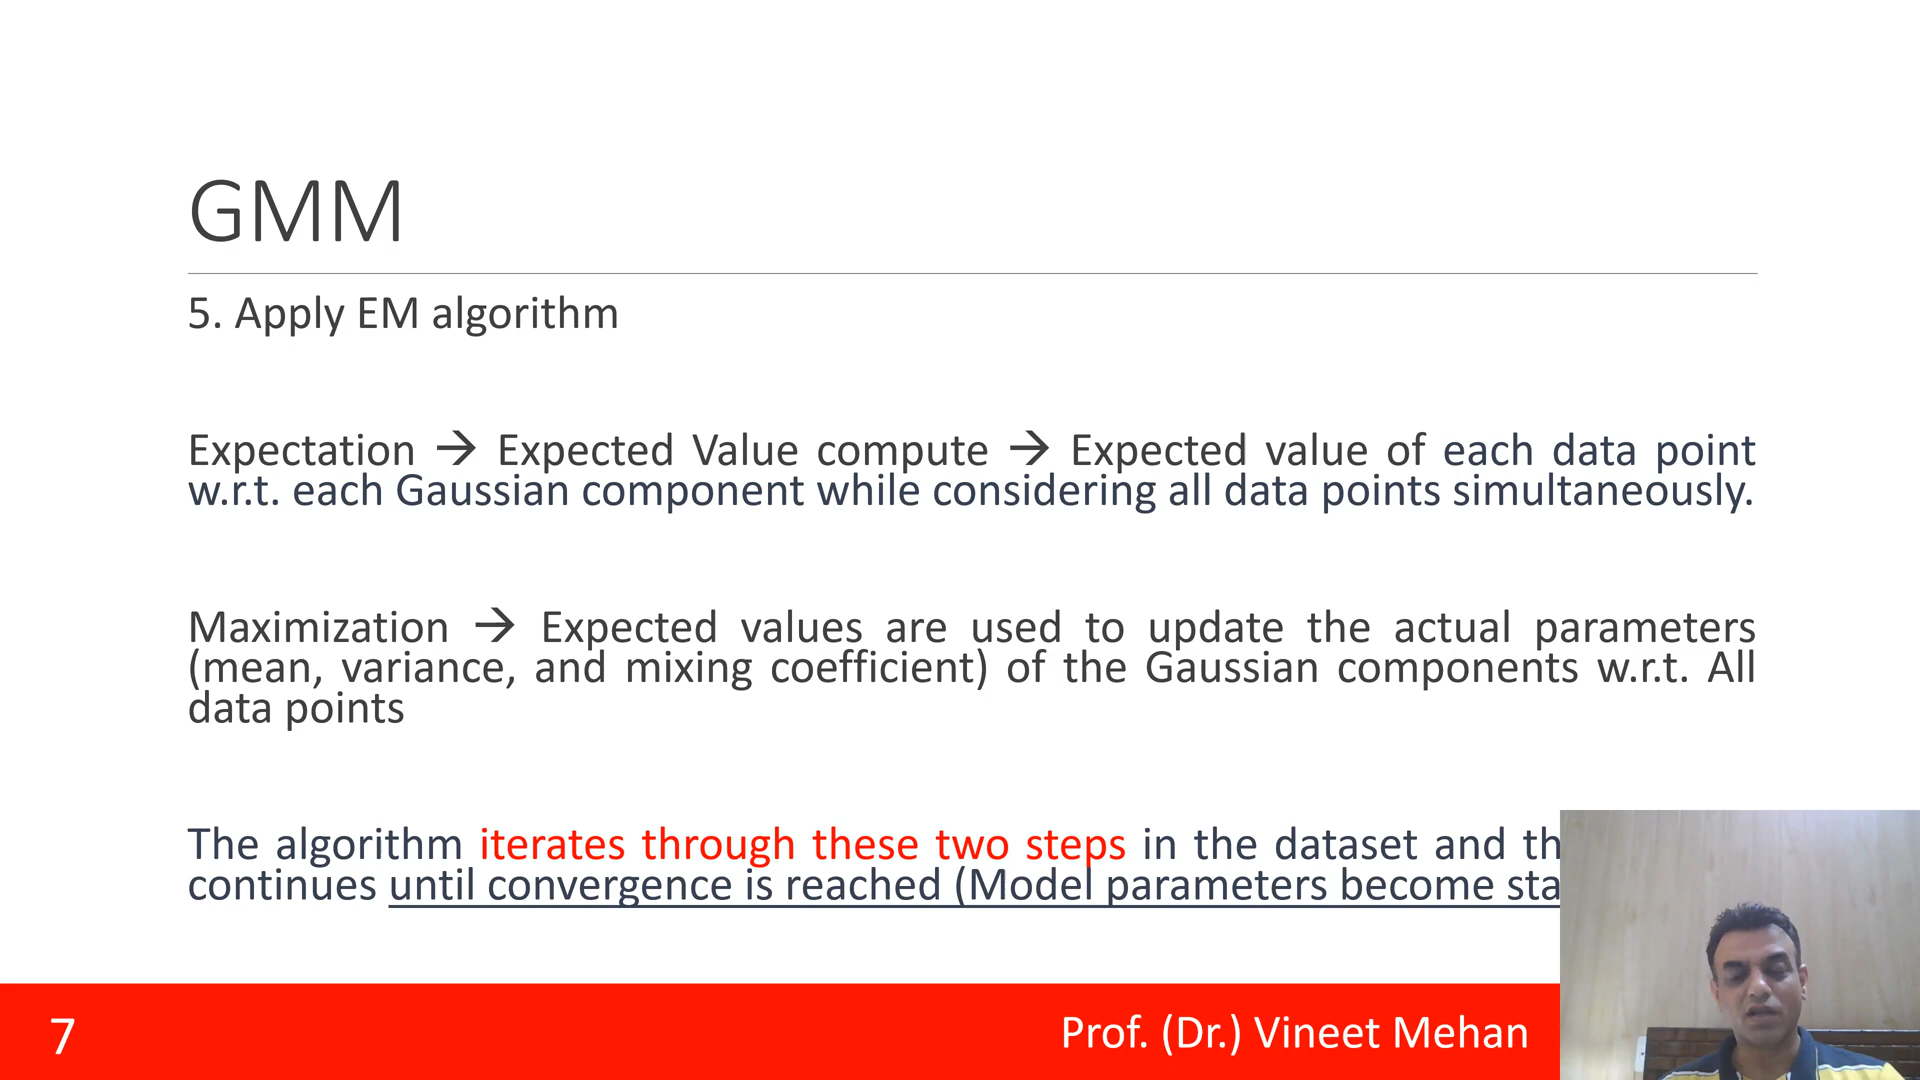 GMM
5. Apply EM algorithm
Expectation → Expected Value compute → Expected value of each data point
w.r.t. each Gaussian component while considering all data points simultaneously.
Maximization → Expected values are used to update the actual parameters
(mean, variance, and mixing coefficient) of the Gaussian components w.r.t. All
data points
The algorithm iterates through these two steps in the dataset and th
continues until convergence is reached (Model parameters become sta
7
Prof. (Dr.) Vineet Mehan